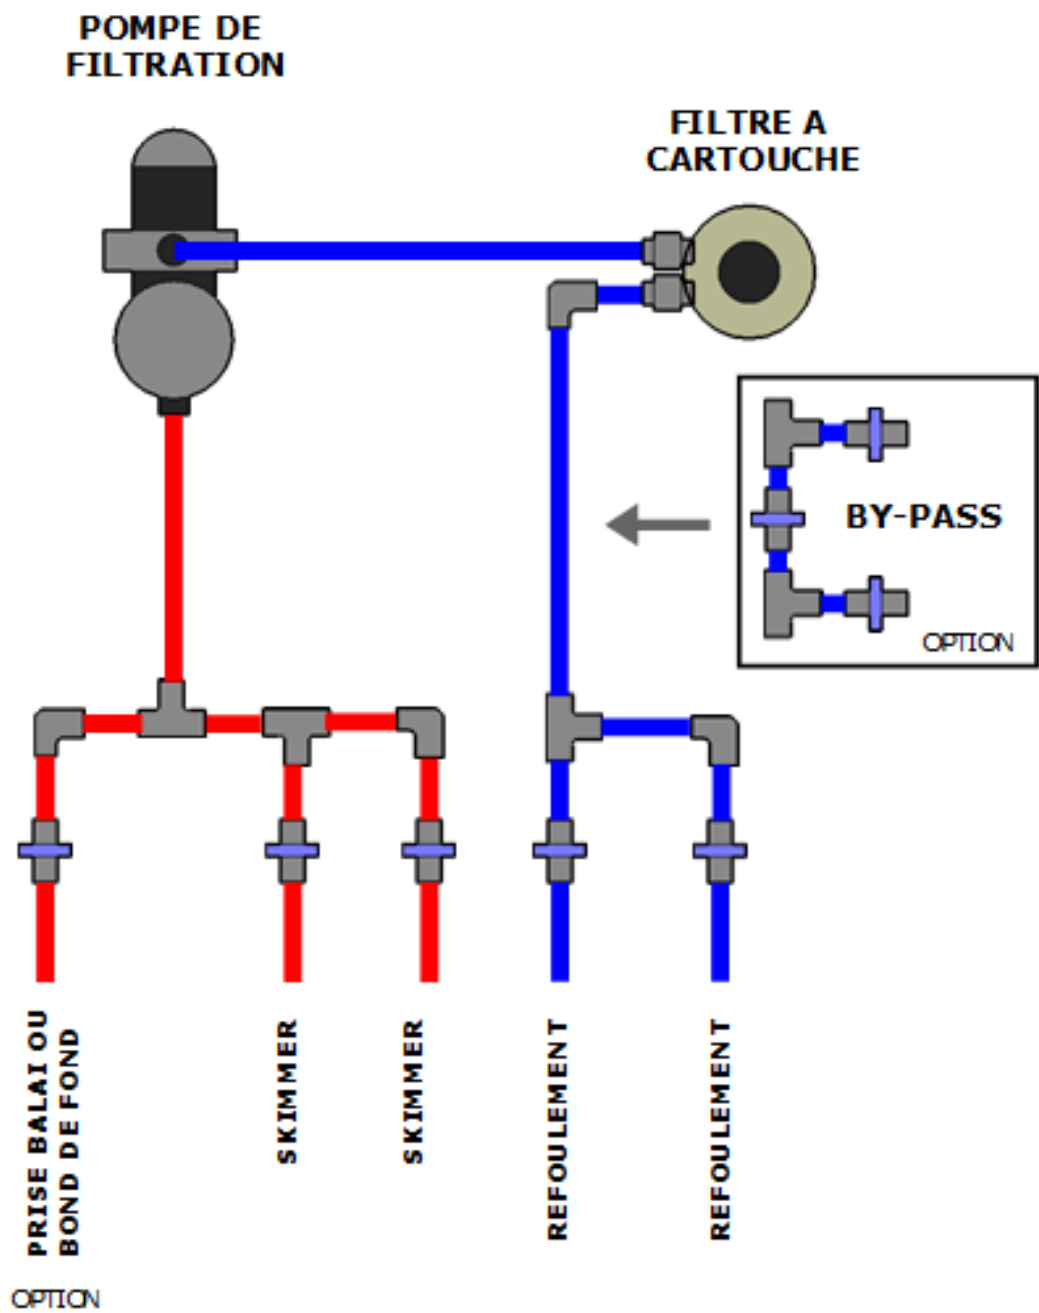 POMPE DE
FILTRATION
FILTRE A
CARTOUCHE
BY-PASS
OPTION
PRISE BALAI OU
BOND DE FOND
SKIMMER
SKIMMER
REFOULEMENT
REFOULEMENT
OPTION